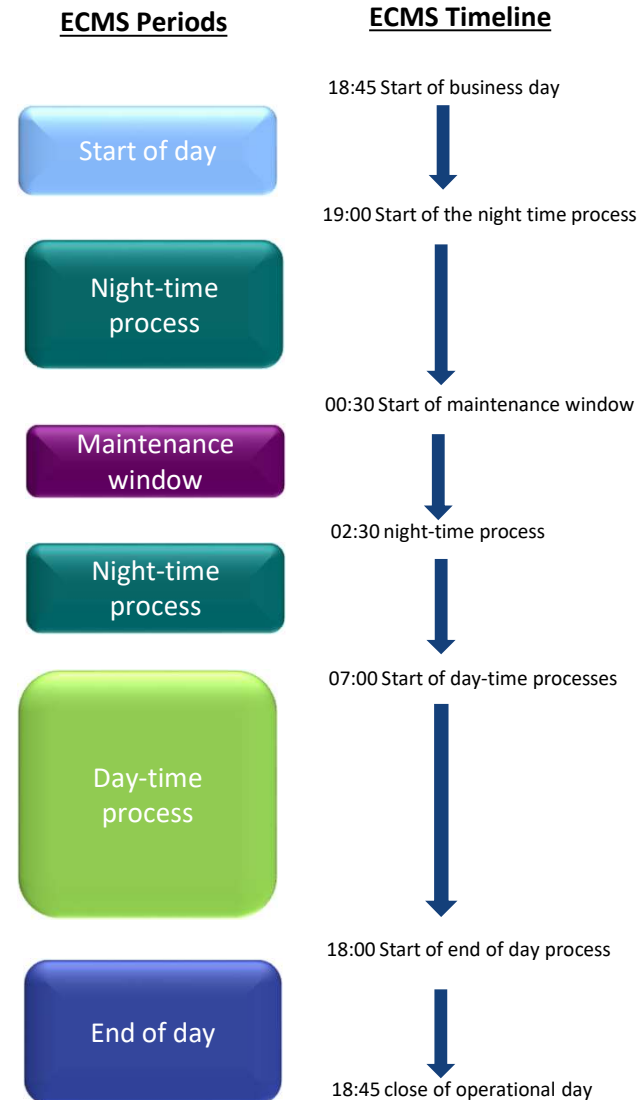 ECMS Periods
ECMS Timeline
18:45 Start of business day
Start of day
19:00 Start of the night time process
Night-time
process
00:30 Start of maintenance window
Maintenance
window
02:30 night-time process
Night-time
process
07:00 Start of day-time processes
Day-time
process
18:00 Start of end of day process
End of day
18:45 close of operational day